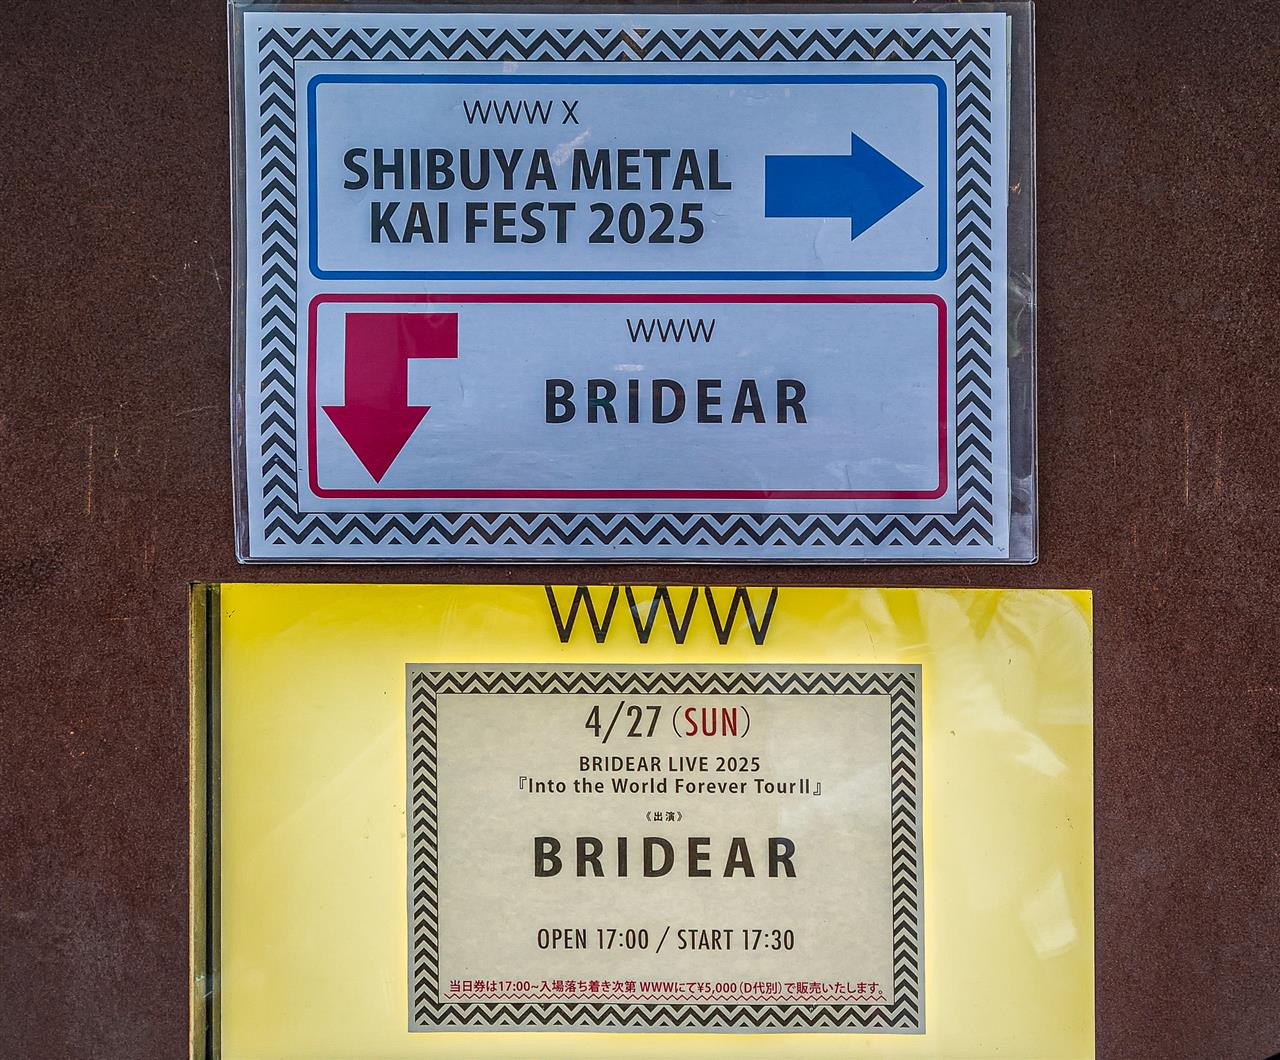 WWW X
SHIBUYA METAL
KAI FEST 2025
WWW
BRIDEAR
WWW
4/27（SUN）
BRIDEAR LIVE 2025
『Into the World Forever TourⅡ』
《出演》
BRIDEAR
OPEN 17:00 / START 17:30
当日券は17:00~入場落ち着き次第 WWWにて¥5,000（D代別）で販売いたします。